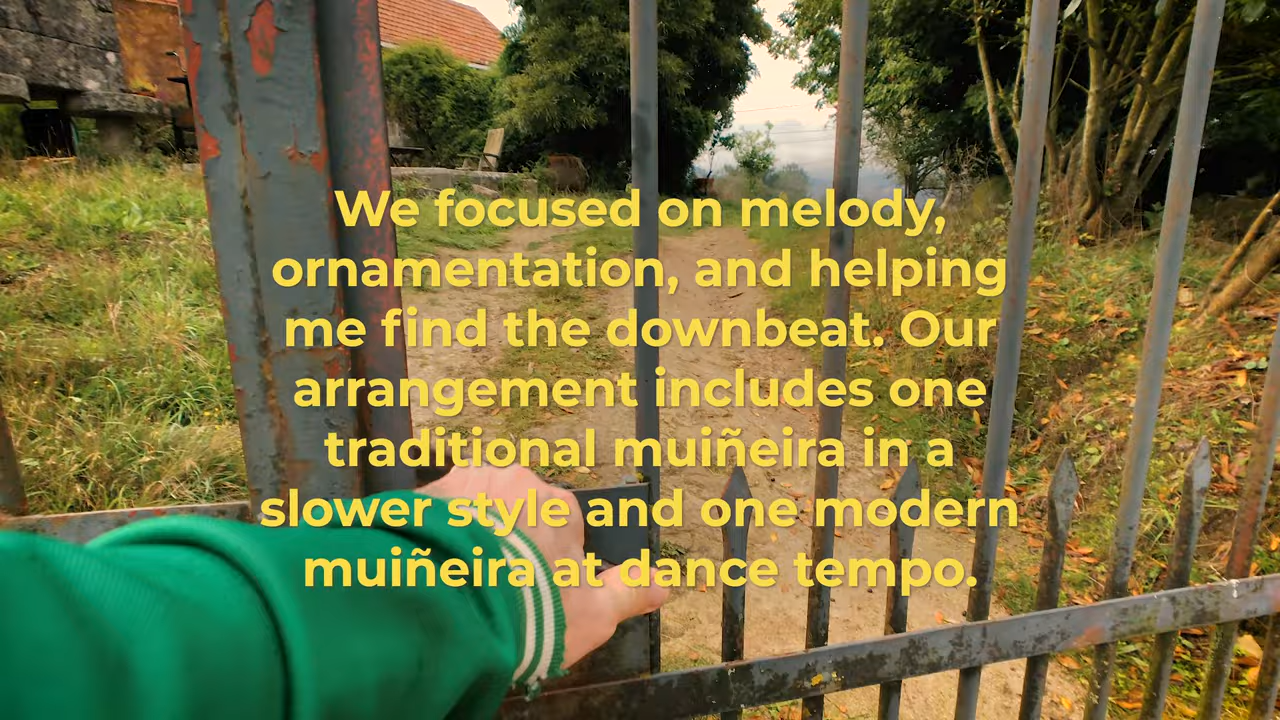 We focused on melody,
ornamentation, and helping
me find the downbeat. Our
arrangement includes one
traditional muiñeira in a
slower style and one modern
muiñeira at dance tempo.